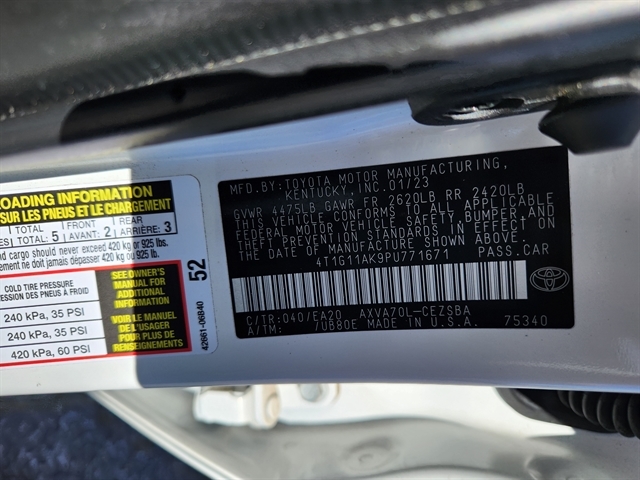 LOADING INFORMATION
SUR LES PNEUS ET LE CHARGEMENT
TOTAL 5 FRONT AVANT: 2 REAR ARRIÈRE: 3
and cargo should never exceed 420 kg or 925 lbs.
chargement ne doit jamais dépasser 420 kg ou 925 lb.
COLD TIRE PRESSURE
PRESSION DES PNEUS À FROID
240 kPa, 35 PSI
240 kPa, 35 PSI
420 kPa, 60 PSI
SEE OWNER'S
MANUAL FOR
ADDITIONAL
INFORMATION
VOIR LE MANUEL
DE L'USAGER
POUR PLUS DE
RENSEIGNEMENTS
52
42661-06B40
MFD.BY:TOYOTA MOTOR MANUFACTURING,
KENTUCKY,INC.01/23
GVWR 4475LB GAWR FR 2620LB RR 2420LB
THIS VEHICLE CONFORMS TO ALL APPLICABLE
FEDERAL MOTOR VEHICLE SAFETY,BUMPER,AND
THEFT PREVENTION STANDARDS IN EFFECT ON THE
DATE OF MANUFACTURE SHOWN ABOVE.
4T1G11AK9PU771671 PASS.CAR
C/TR:040/EA20 AXVA70L-CEZSBA
A/TM: 7UB80E MADE IN U.S.A. 75340